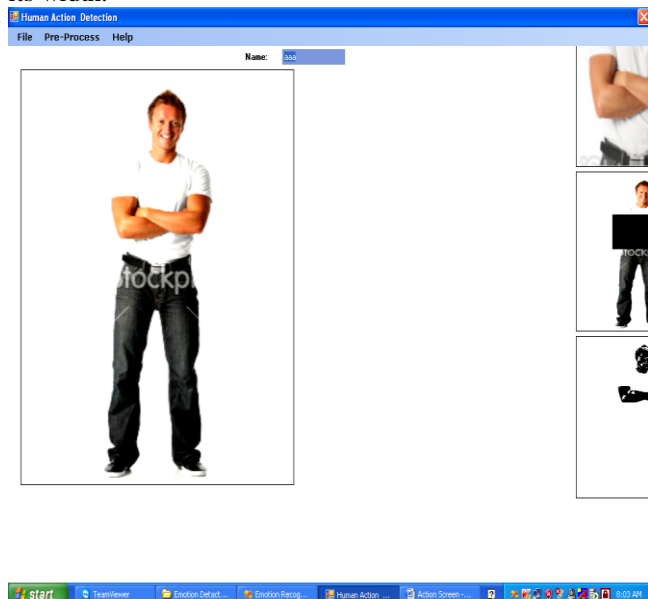 Human Action Detection
File Pre-Process Help
Name: aaa
start TeamViewer Emotion Detact... Emotion Recog... Human Action ... Action Screen -... 8:03 AM